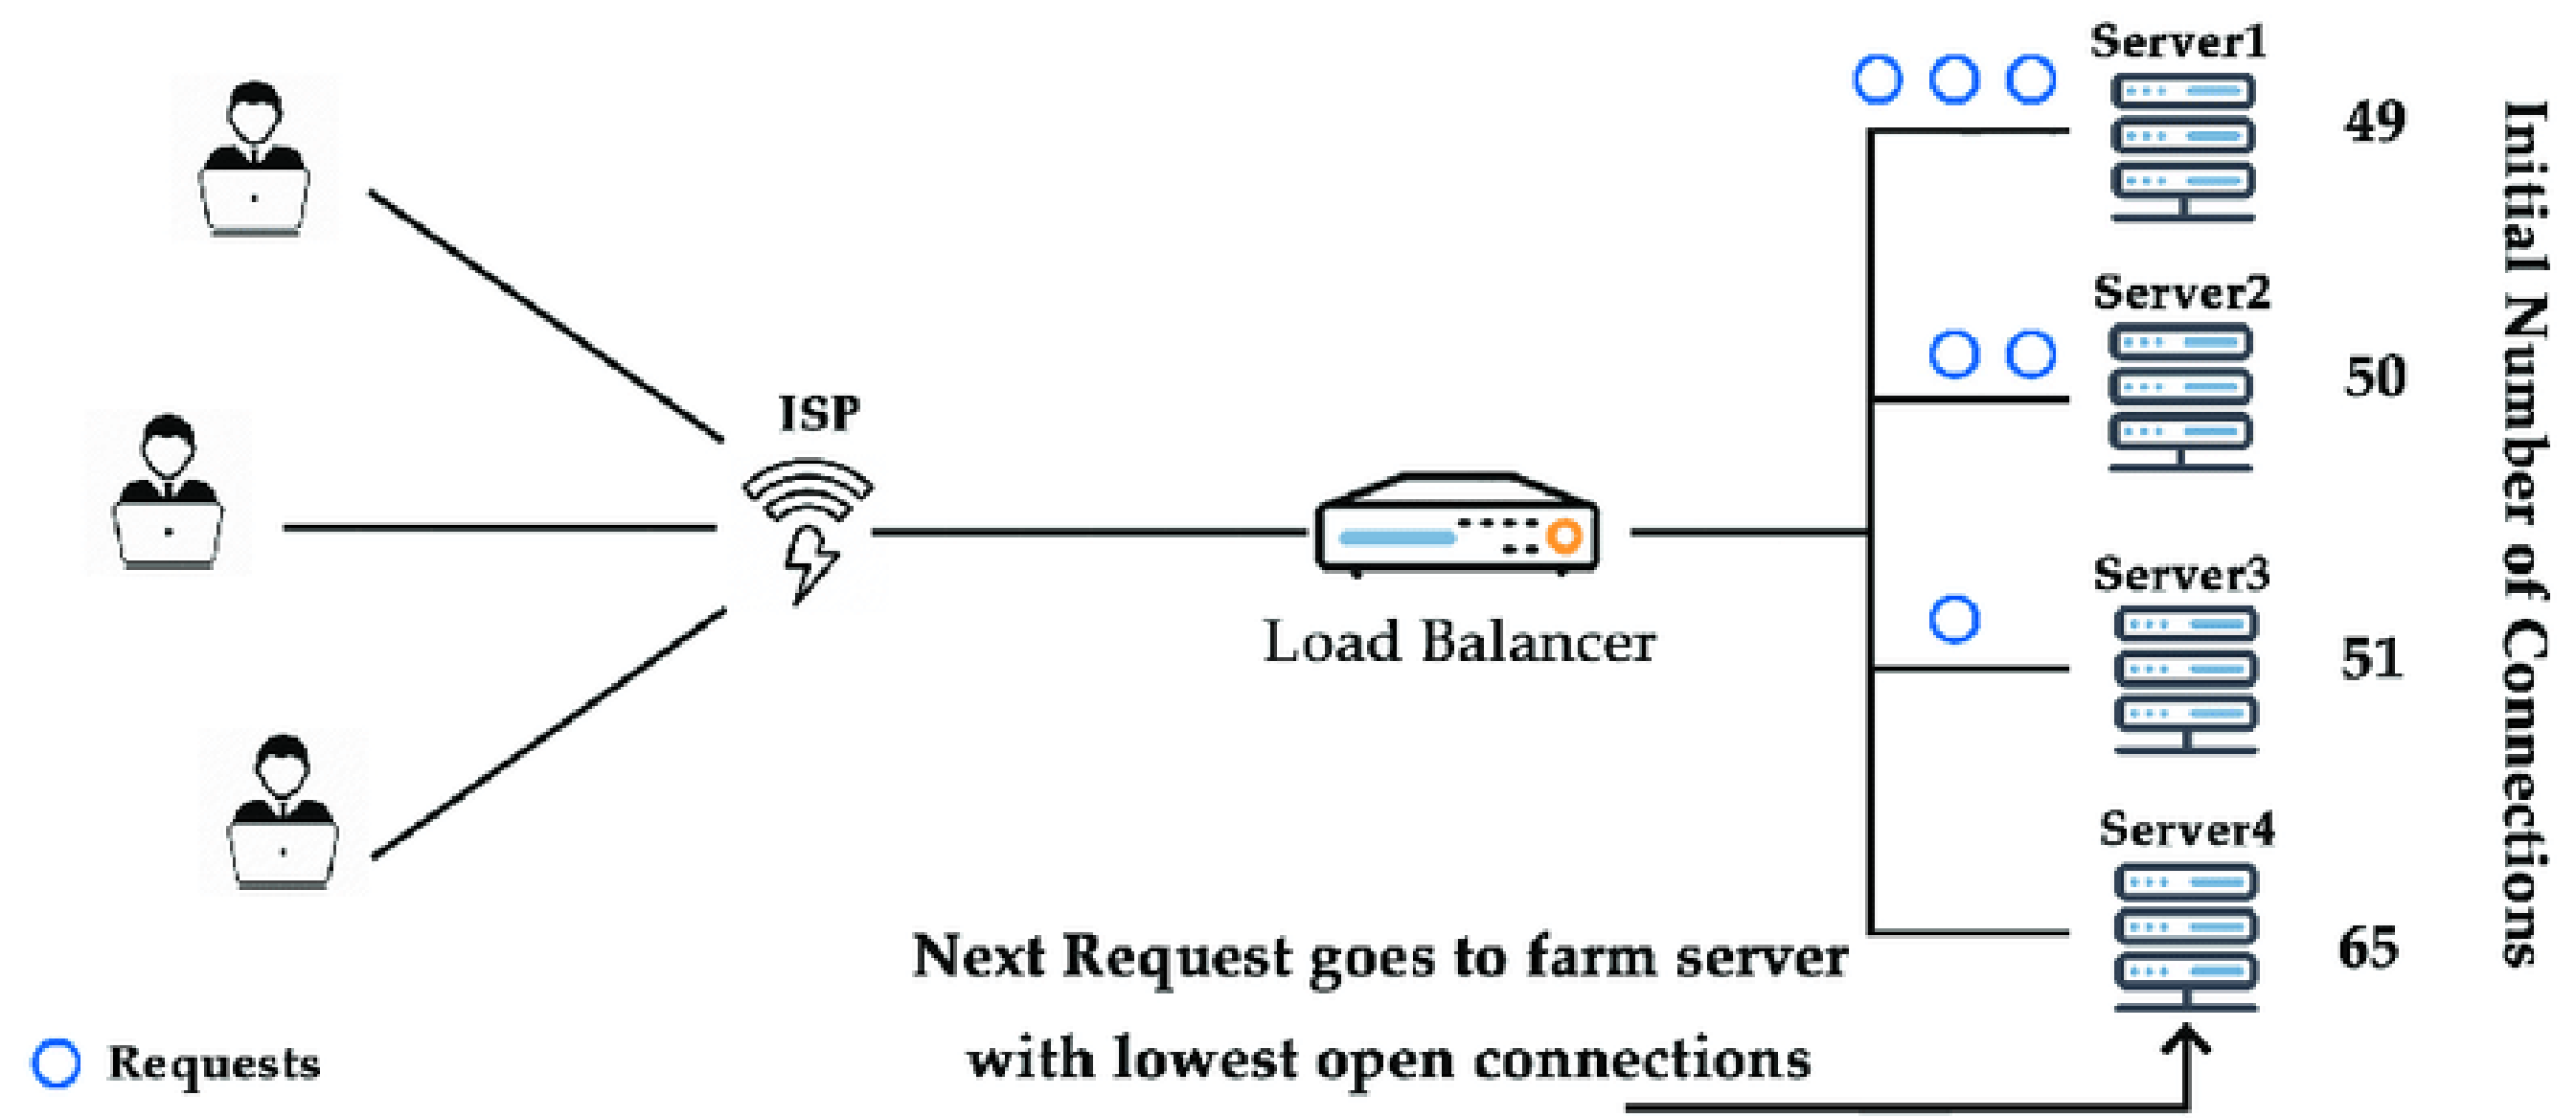 Server1
49
Server2
50
ISP
Server3
51
Load Balancer
Server4
65
Initial Number of Connections
Next Request goes to farm server
with lowest open connections
Requests